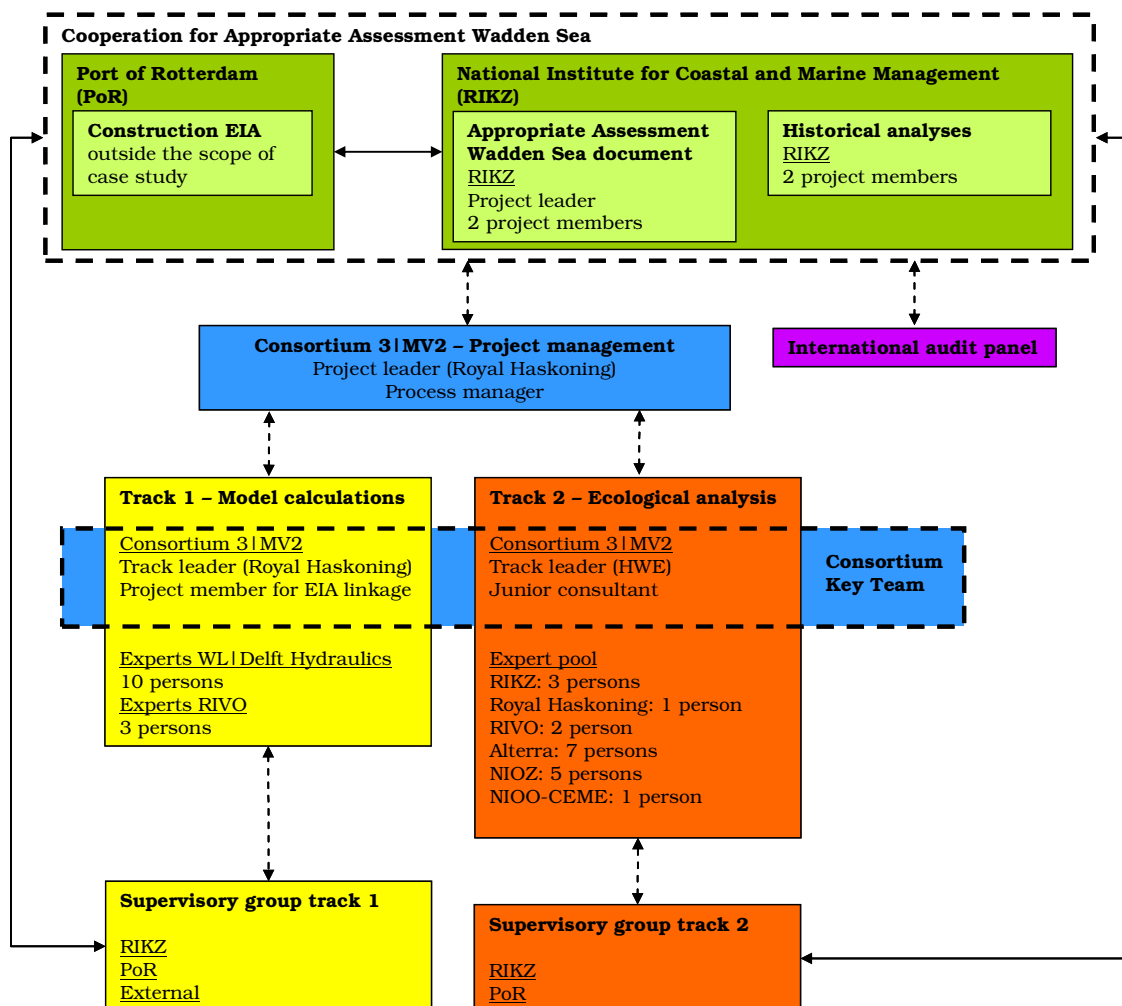 Cooperation for Appropriate Assessment Wadden Sea
Port of Rotterdam
(PoR)
Construction EIA
outside the scope of
case study
National Institute for Coastal and Marine Management
(RIKZ)
Appropriate Assessment
Wadden Sea document
RIKZ
Project leader
2 project members
Historical analyses
RIKZ
2 project members
Consortium 3|MV2 – Project management
Project leader (Royal Haskoning)
Process manager
International audit panel
Track 1 – Model calculations
Consortium 3|MV2
Track leader (Royal Haskoning)
Project member for EIA linkage
Experts WL|Delft Hydraulics
10 persons
Experts RIVO
3 persons
Track 2 – Ecological analysis
Consortium 3|MV2
Track leader (HWE)
Junior consultant
Expert pool
RIKZ: 3 persons
Royal Haskoning: 1 person
RIVO: 2 person
Alterra: 7 persons
NIOZ: 5 persons
NIOO-CEME: 1 person
Consortium
Key Team
Supervisory group track 1
RIKZ
PoR
External
Supervisory group track 2
RIKZ
PoR